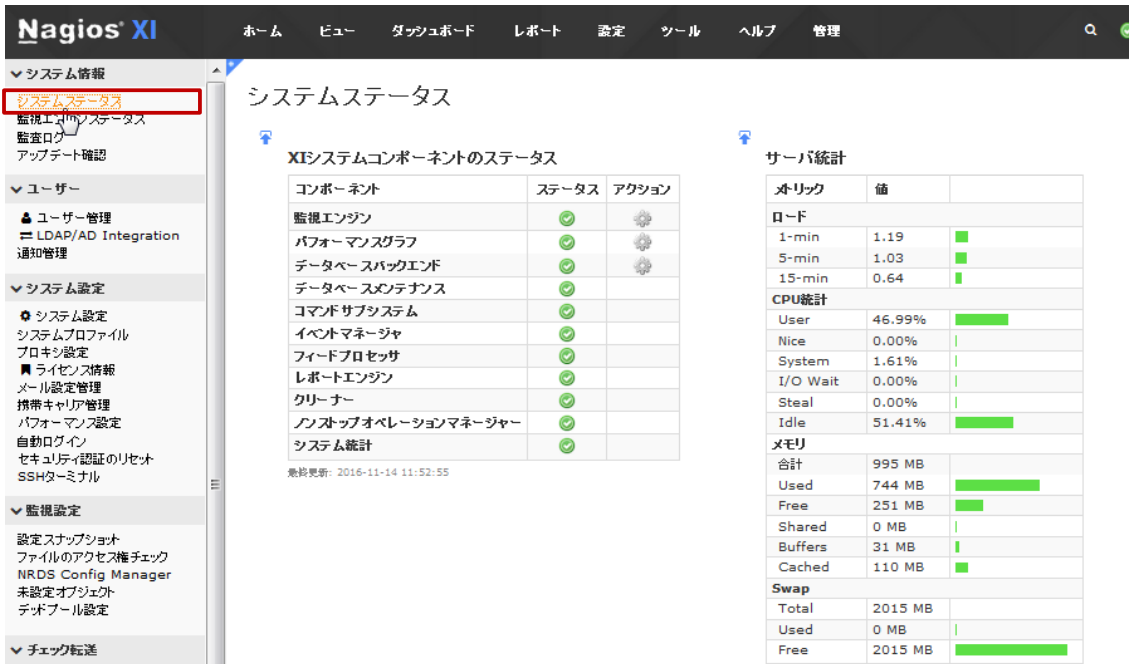 Nagios® XI
ホーム ビュー ダッシュボード レポート 設定 ツール ヘルプ 管理
システム情報
システムステータス
監視エンジンステータス
監査ログ
アップデート確認
ユーザー
ユーザー管理
LDAP/AD Integration
通知管理
システム設定
システム設定
システムプロファイル
プロキシ設定
ライセンス情報
メール設定管理
携帯キャリア管理
パフォーマンス設定
自動ログイン
セキュリティ認証のリセット
SSHターミナル
監視設定
設定スナップショット
ファイルのアクセス権チェック
NRDS Config Manager
未設定オブジェクト
デッドプール設定
チェック転送
システムステータス
XIシステムコンポーネントのステータス
コンポーネント ステータス アクション
監視エンジン
パフォーマンスグラフ
データベースバックエンド
データベースメンテナンス
コマンドサブシステム
イベントマネージャ
フィードプロセッサ
レポートエンジン
クリーナー
ノンストップオペレーションマネージャー
システム統計
最終更新: 2016-11-14 11:52:55
サーバ統計
メトリック 値
ロード
1-min 1.19
5-min 1.03
15-min 0.64
CPU統計
User 46.99%
Nice 0.00%
System 1.61%
I/O Wait 0.00%
Steal 0.00%
Idle 51.41%
メモリ
合計 995 MB
Used 744 MB
Free 251 MB
Shared 0 MB
Buffers 31 MB
Cached 110 MB
Swap
Total 2015 MB
Used 0 MB
Free 2015 MB